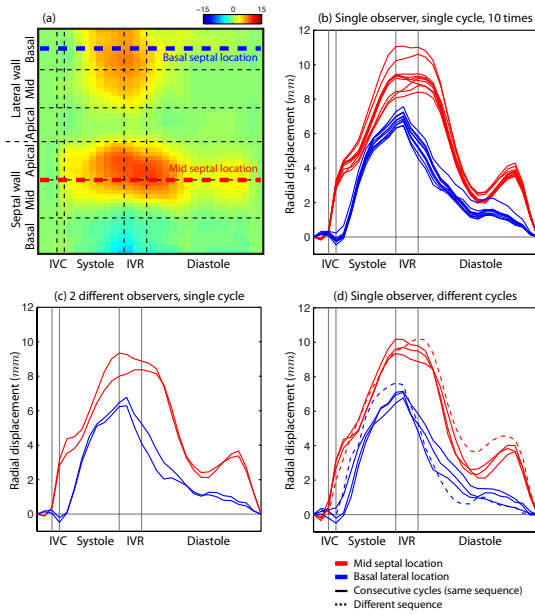 (a)
−15 0 15
Basal septal location
Mid septal location
Lateral wall
Septal wall
Basal
Mid
Apical
Apical
Mid
Basal
IVC Systole IVR Diastole
(b) Single observer, single cycle, 10 times
Radial displacement (mm)
12
10
8
6
4
2
0
IVC Systole IVR Diastole
(c) 2 different observers, single cycle
Radial displacement (mm)
12
10
8
6
4
2
0
IVC Systole IVR Diastole
(d) Single observer, different cycles
Radial displacement (mm)
12
10
8
6
4
2
0
IVC Systole IVR Diastole
Mid septal location
Basal lateral location
Consecutive cycles (same sequence)
Different sequence